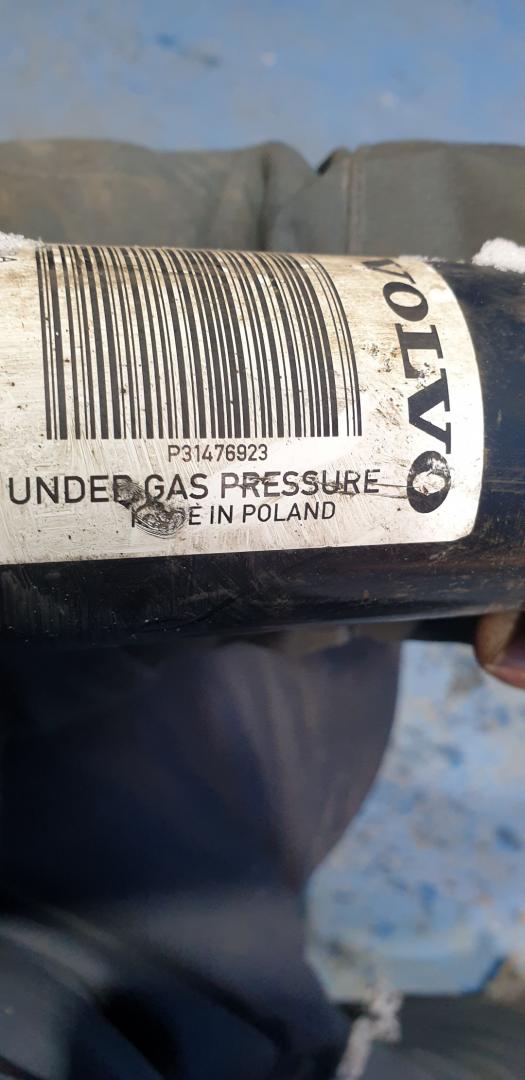 VOLVO
P31476923
UNDER GAS PRESSURE
IN POLAND